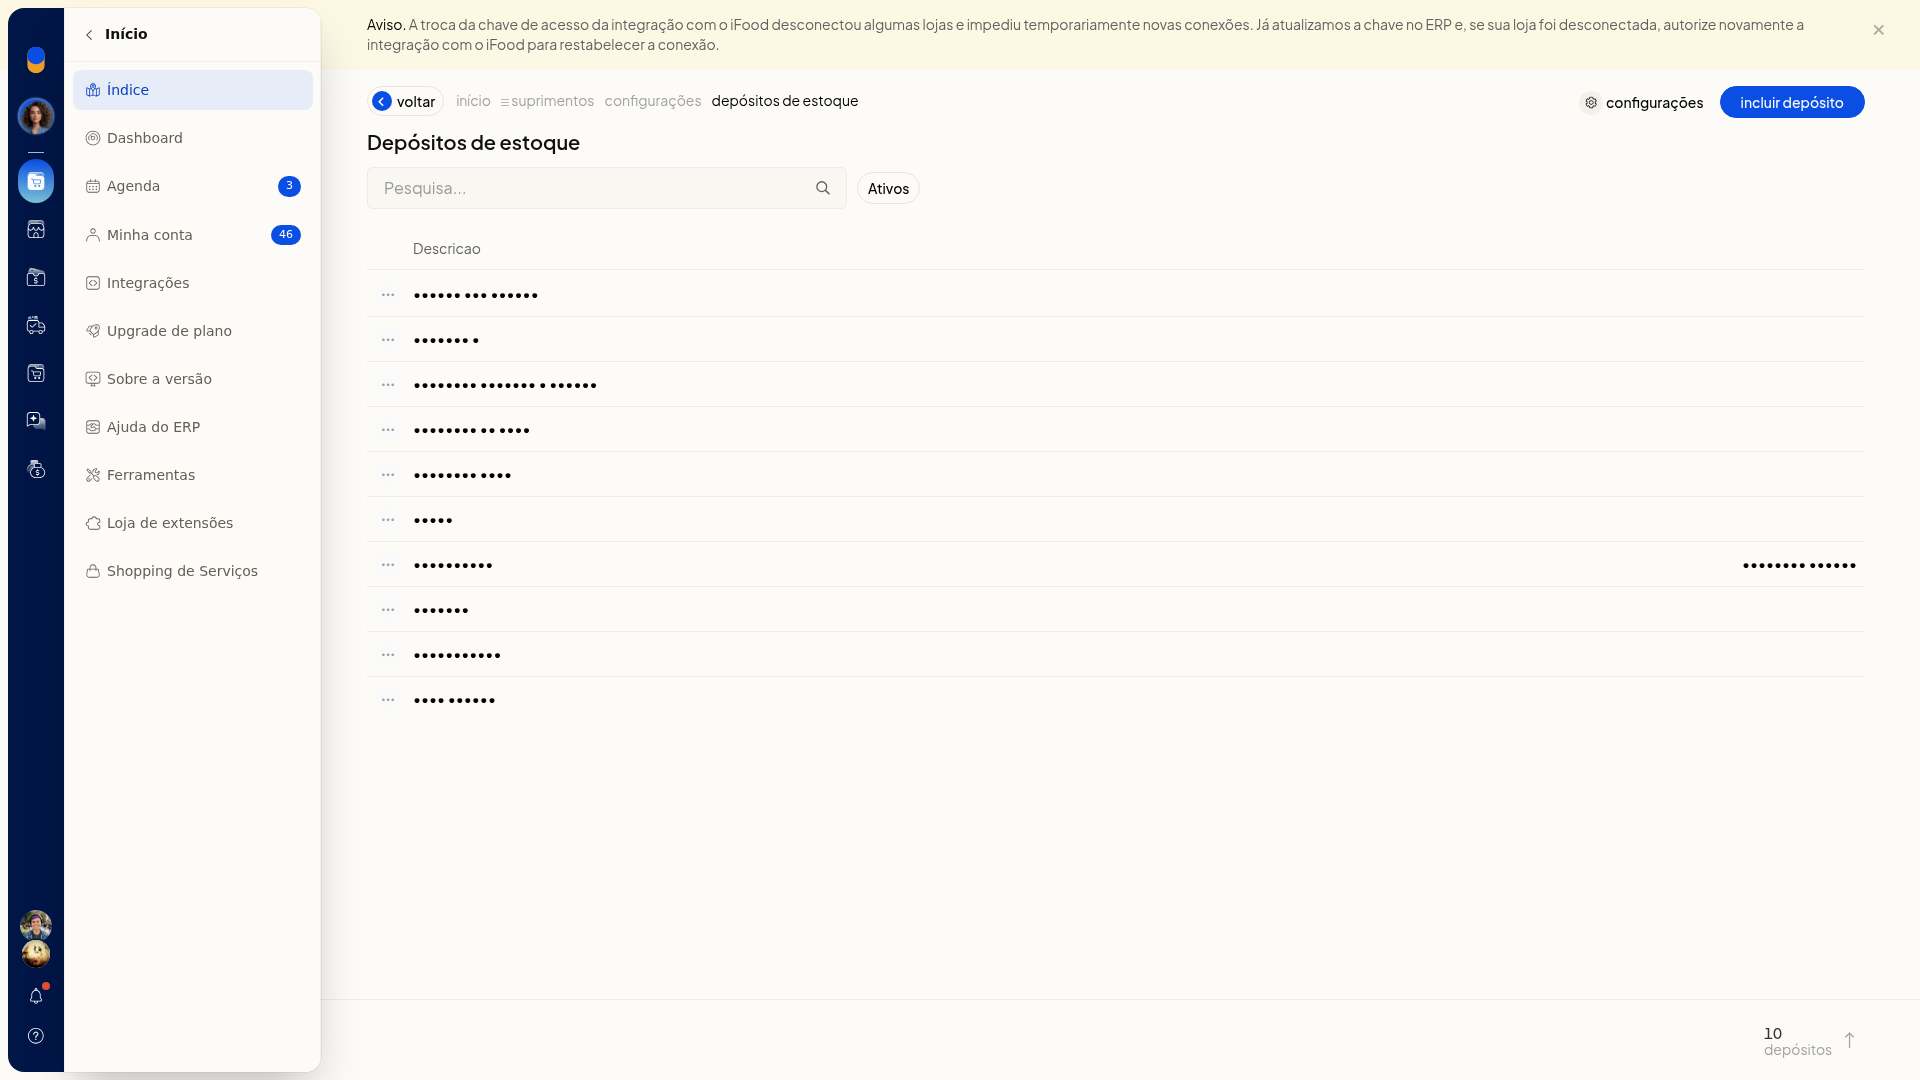 Início
Índice
Dashboard
Agenda 3
Minha conta 46
Integrações
Upgrade de plano
Sobre a versão
Ajuda do ERP
Ferramentas
Loja de extensões
Shopping de Serviços
Aviso. A troca da chave de acesso da integração com o iFood desconectou algumas lojas e impediu temporariamente novas conexões. Já atualizamos a chave no ERP e, se sua loja foi desconectada, autorize novamente a
integração com o iFood para restabelecer a conexão.
voltar início suprimentos configurações depósitos de estoque
configurações incluir depósito
Depósitos de estoque
Pesquisa... Ativos
Descricao
•••••• ••• ••••••
••••••• •
•••••••• ••••••• • ••••••
•••••••• •• ••••
•••••••• ••••
•••••
•••••••••• •••••••• ••••••
•••••••
•••••••••••
•••• ••••••
10
depósitos